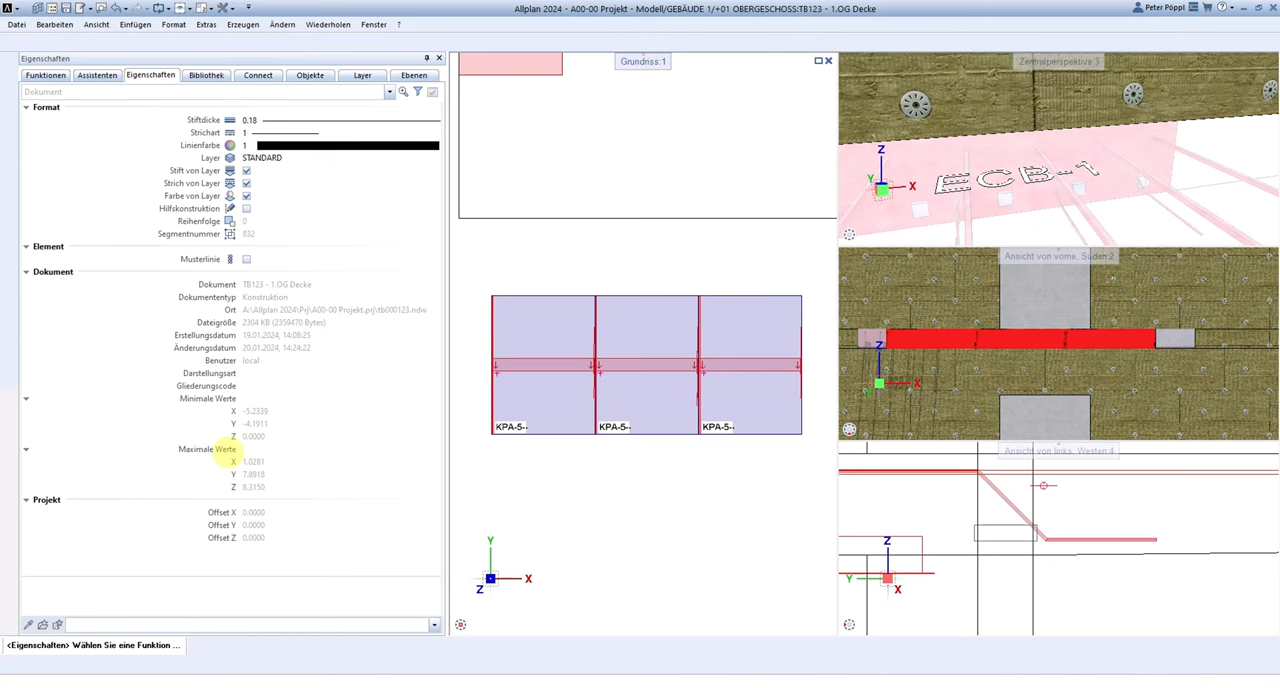 Allplan 2024 - A00-00 Projekt - Modell/GEBÄUDE 1/+01 OBERGESCHOSS:TB123 - 1.OG Decke
Peter Pöppl
Datei Bearbeiten Ansicht Einfügen Format Extras Erzeugen Ändern Wiederholen Fenster ?
Eigenschaften
Funktionen Assistenten Eigenschaften Bibliothek Connect Objekte Layer Ebenen
Dokument
Format
Stiftdicke 0.18
Strichart 1
Linienfarbe 1
Layer STANDARD
Stift von Layer
Strich von Layer
Farbe von Layer
Hilfskonstruktion
Reihenfolge 0
Segmentnummer 832
Element
Musterlinie
Dokument
Dokument TB123 - 1.OG Decke
Dokumententyp Konstruktion
Ort A:\Allplan 2024\Prj\A00-00 Projekt.prj\tb000123.ndw
Dateigröße 2304 KB (2359470 Bytes)
Erstellungsdatum 19.01.2024, 14:08:25
Änderungsdatum 20.01.2024, 14:24:22
Benutzer local
Darstellungsart
Gliederungscode
Minimale Werte
X -5.2339
Y -4.1911
Z 0.0000
Maximale Werte
X 1.0281
Y 7.8918
Z 8.3150
Projekt
Offset X 0.0000
Offset Y 0.0000
Offset Z 0.0000
<Eigenschaften> Wählen Sie eine Funktion ...
Grundriss:1
KPA-5- KPA-5- KPA-5-
Y
X
Z
Zentralperspektive:3
ECB-1
Z
Y
X
Ansicht von vorne, Süden:2
Z
X
Ansicht von links, Westen:4
Z
Y
X